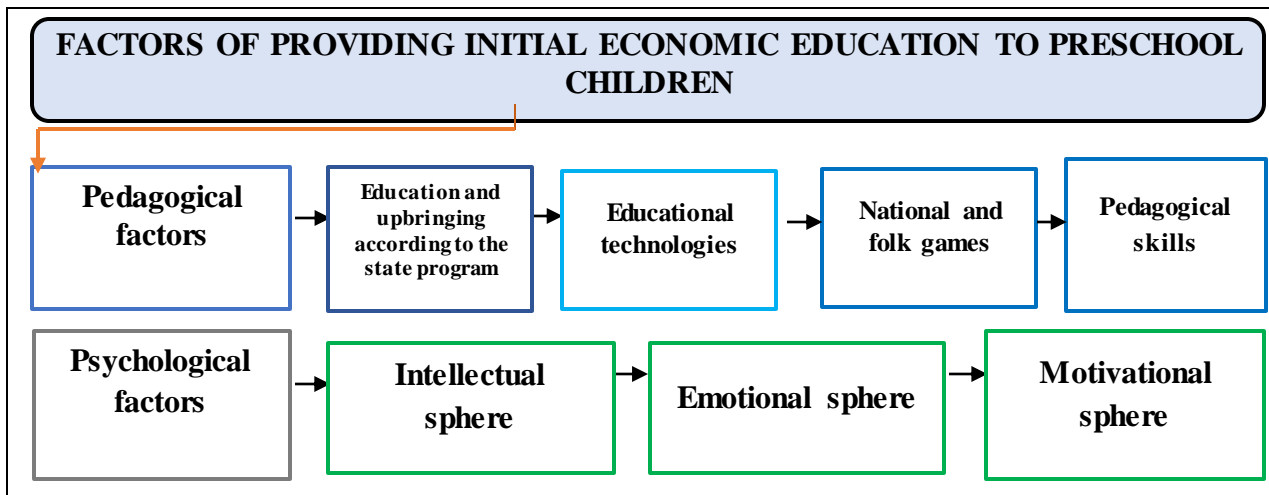 FACTORS OF PROVIDING INITIAL ECONOMIC EDUCATION TO PRESCHOOL
CHILDREN
Pedagogical
factors
Education and
upbringing
according to the
state program
Educational
technologies
National and
folk games
Pedagogical
skills
Psychological
factors
Intellectual
sphere
Emotional sphere
Motivational
sphere